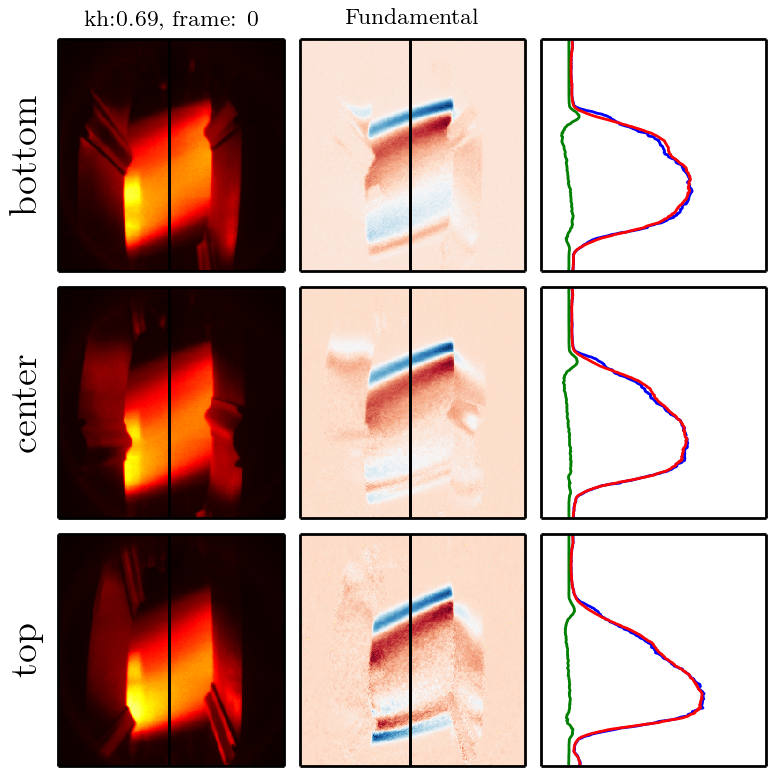 kh:0.69, frame: 0
Fundamental
bottom
center
top